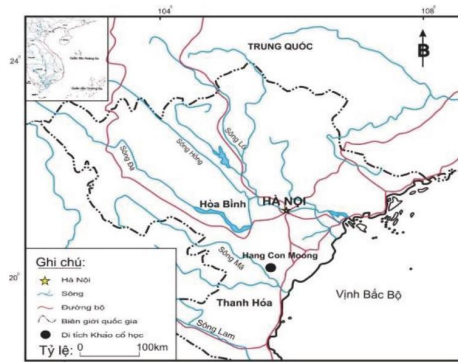 104
108
24
20
TRUNG QUỐC
B
Sông Lô
Sông Hồng
Sông Đà
Hòa Bình
HÀ NỘI
Hang Con Moong
Sông Mã
Thanh Hóa
Vịnh Bắc Bộ
Sông Lam
Ghi chú:
Hà Nội
Sông
Đường bộ
Biên giới quốc gia
Di tích Khảo cổ học
Tỷ lệ: 0 100km